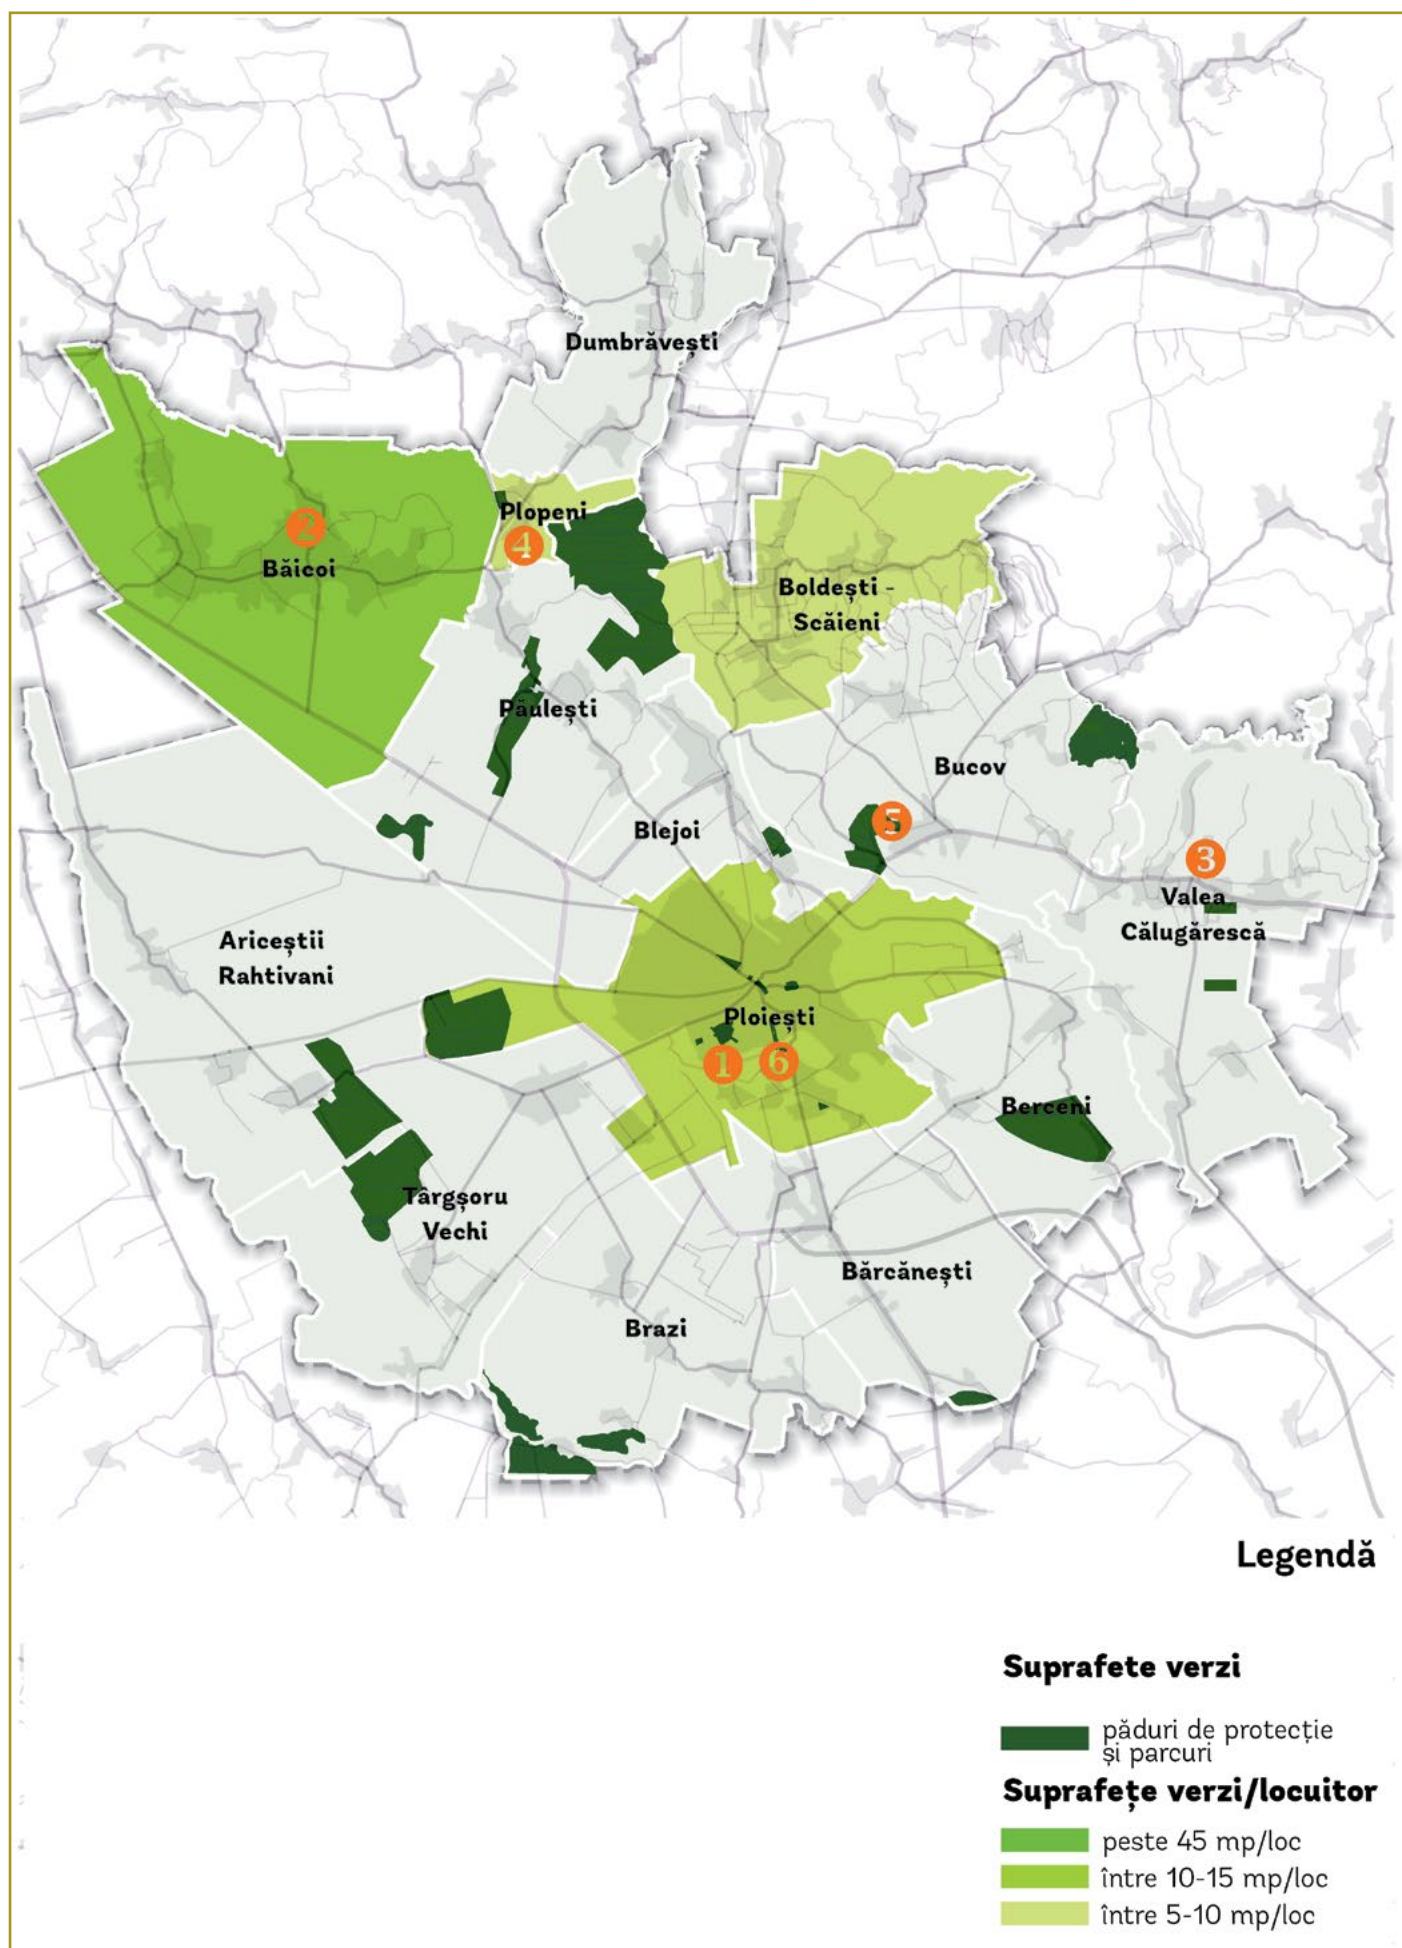 Dumbrăvești
Plopeni
4
2
Băicoi
Boldești -
Scăieni
Păulești
Bucov
Blejoi
5
3
Valea
Călugărescă
Ariceștii
Rahtivani
Ploiești
1
6
Berceni
Târgșoru
Vechi
Bărcănești
Brazi
Legendă
Suprafete verzi
păduri de protecție
și parcuri
Suprafețe verzi/locuitor
peste 45 mp/loc
între 10-15 mp/loc
între 5-10 mp/loc